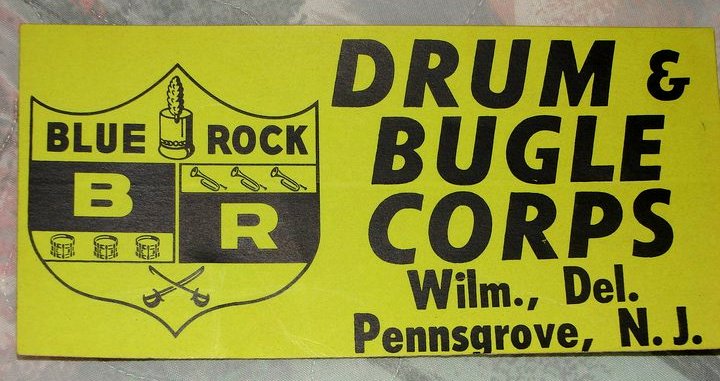 BLUE ROCK
B
R
DRUM &
BUGLE
CORPS
Wilm., Del.
Pennsgrove, N.J.